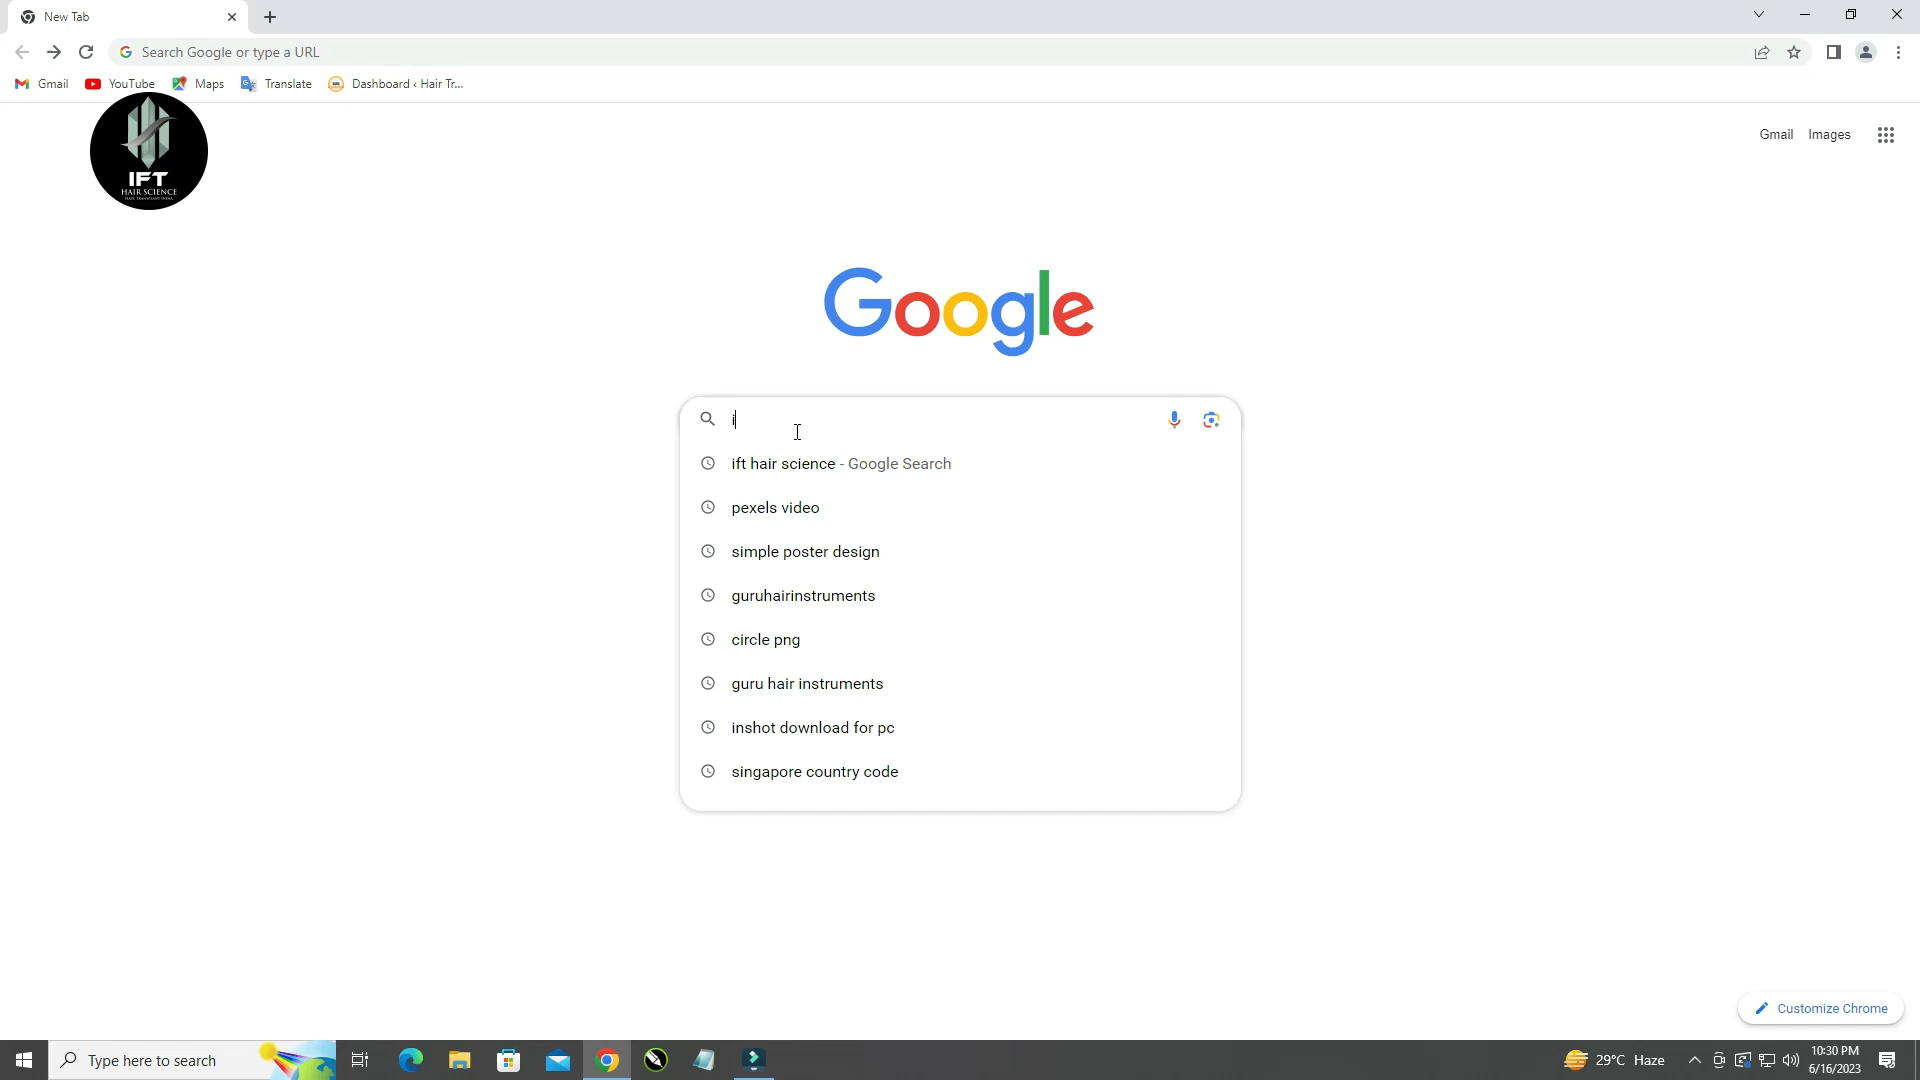 New Tab
Search Google or type a URL
Gmail YouTube Maps Translate Dashboard ‹ Hair Tr...
Gmail Images
IFT
HAIR SCIENCE
HAIR TRANSPLANT INDIA
Google
i
ift hair science - Google Search
pexels video
simple poster design
guruhairinstruments
circle png
guru hair instruments
inshot download for pc
singapore country code
Customize Chrome
Type here to search
29°C Haze
10:30 PM
6/16/2023